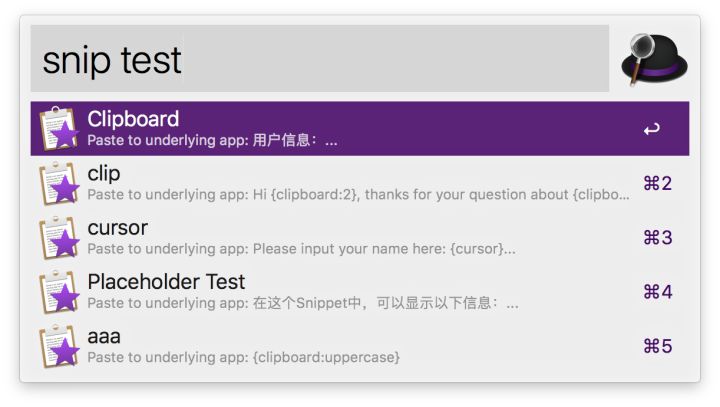 snip test
Clipboard
Paste to underlying app: 用户信息：...
↩
clip
Paste to underlying app: Hi {clipboard:2}, thanks for your question about {clipbo...
⌘2
cursor
Paste to underlying app: Please input your name here: {cursor}...
⌘3
Placeholder Test
Paste to underlying app: 在这个Snippet中，可以显示以下信息：...
⌘4
aaa
Paste to underlying app: {clipboard:uppercase}
⌘5